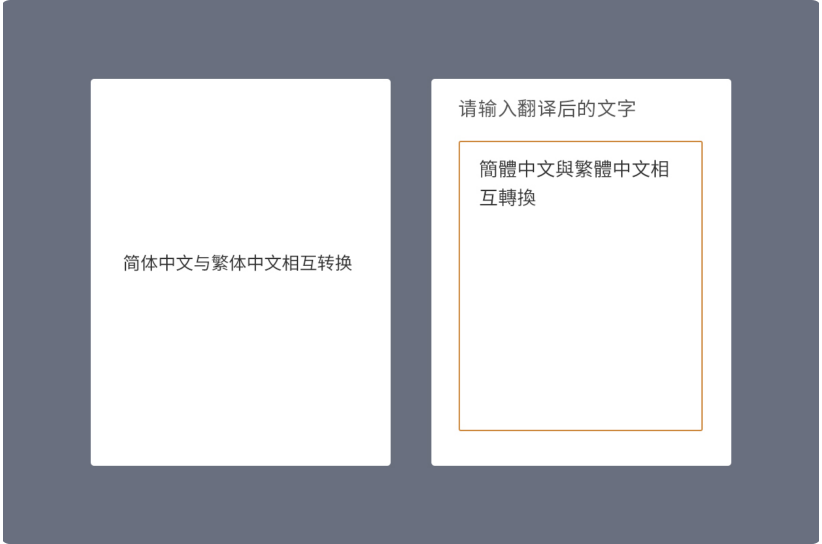 简体中文与繁体中文相互转换
请输入翻译后的文字
簡體中文與繁體中文相
互轉換